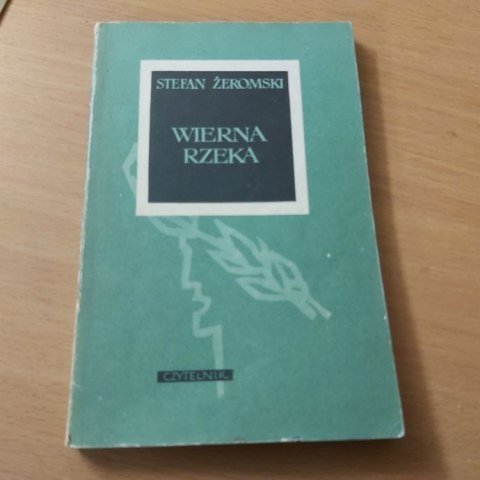 STEFAN ŻEROMSKI
WIERNA
RZEKA
CZYTELNIK